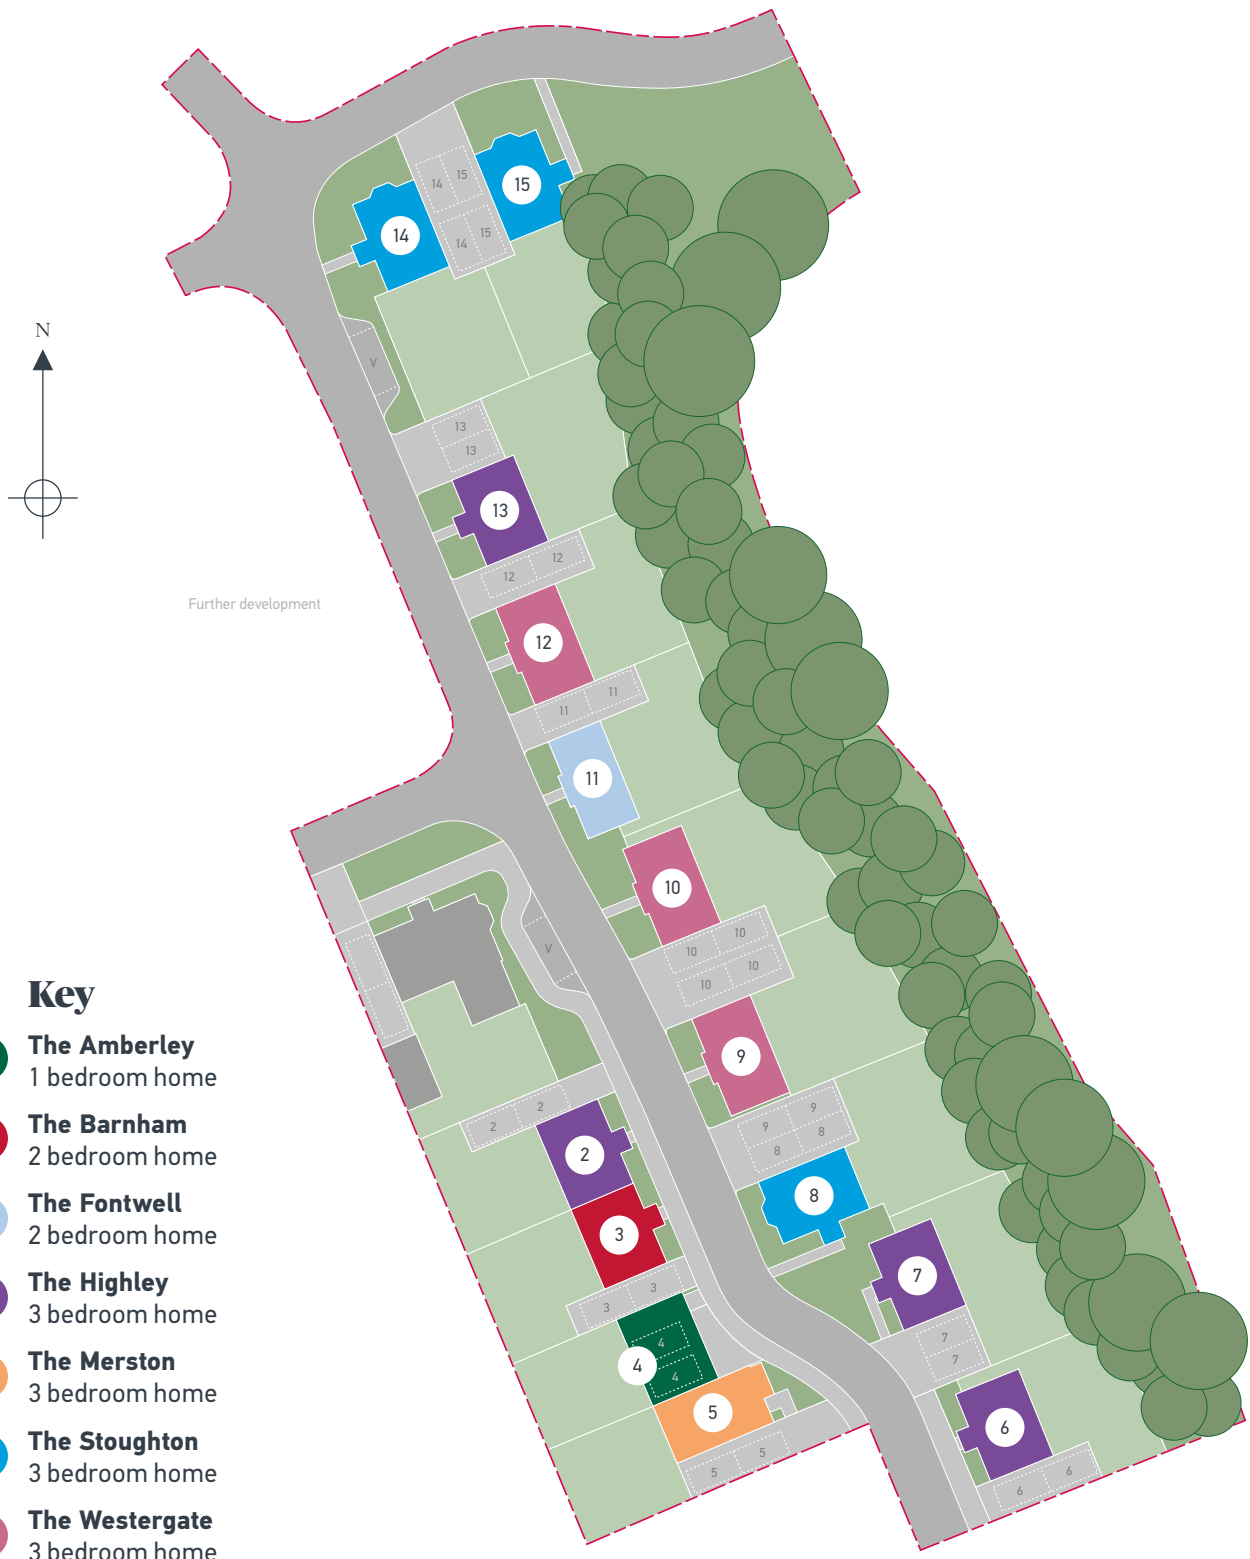 15
14
15
14
15
14
N
V
13
13
13
12
12
Further development
12
11
11
11
10
10
10
V
10
10
9
Key
The Amberley
1 bedroom home
The Barnham
2 bedroom home
The Fontwell
2 bedroom home
The Highley
3 bedroom home
The Merston
3 bedroom home
The Stoughton
3 bedroom home
The Westergate
3 bedroom home
2
2
9
9
8
8
2
8
3
7
3
3
4
4
4
7
7
5
5
5
6
6
6